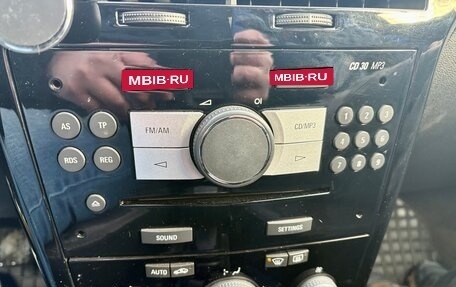 CD 30 MP3
MBIB·RU
MBIB·RU
AS
TP
FM/AM
CD/MP3
1
2
3
4
5
6
7
8
9
RDS
REG
SOUND
SETTINGS
AUTO